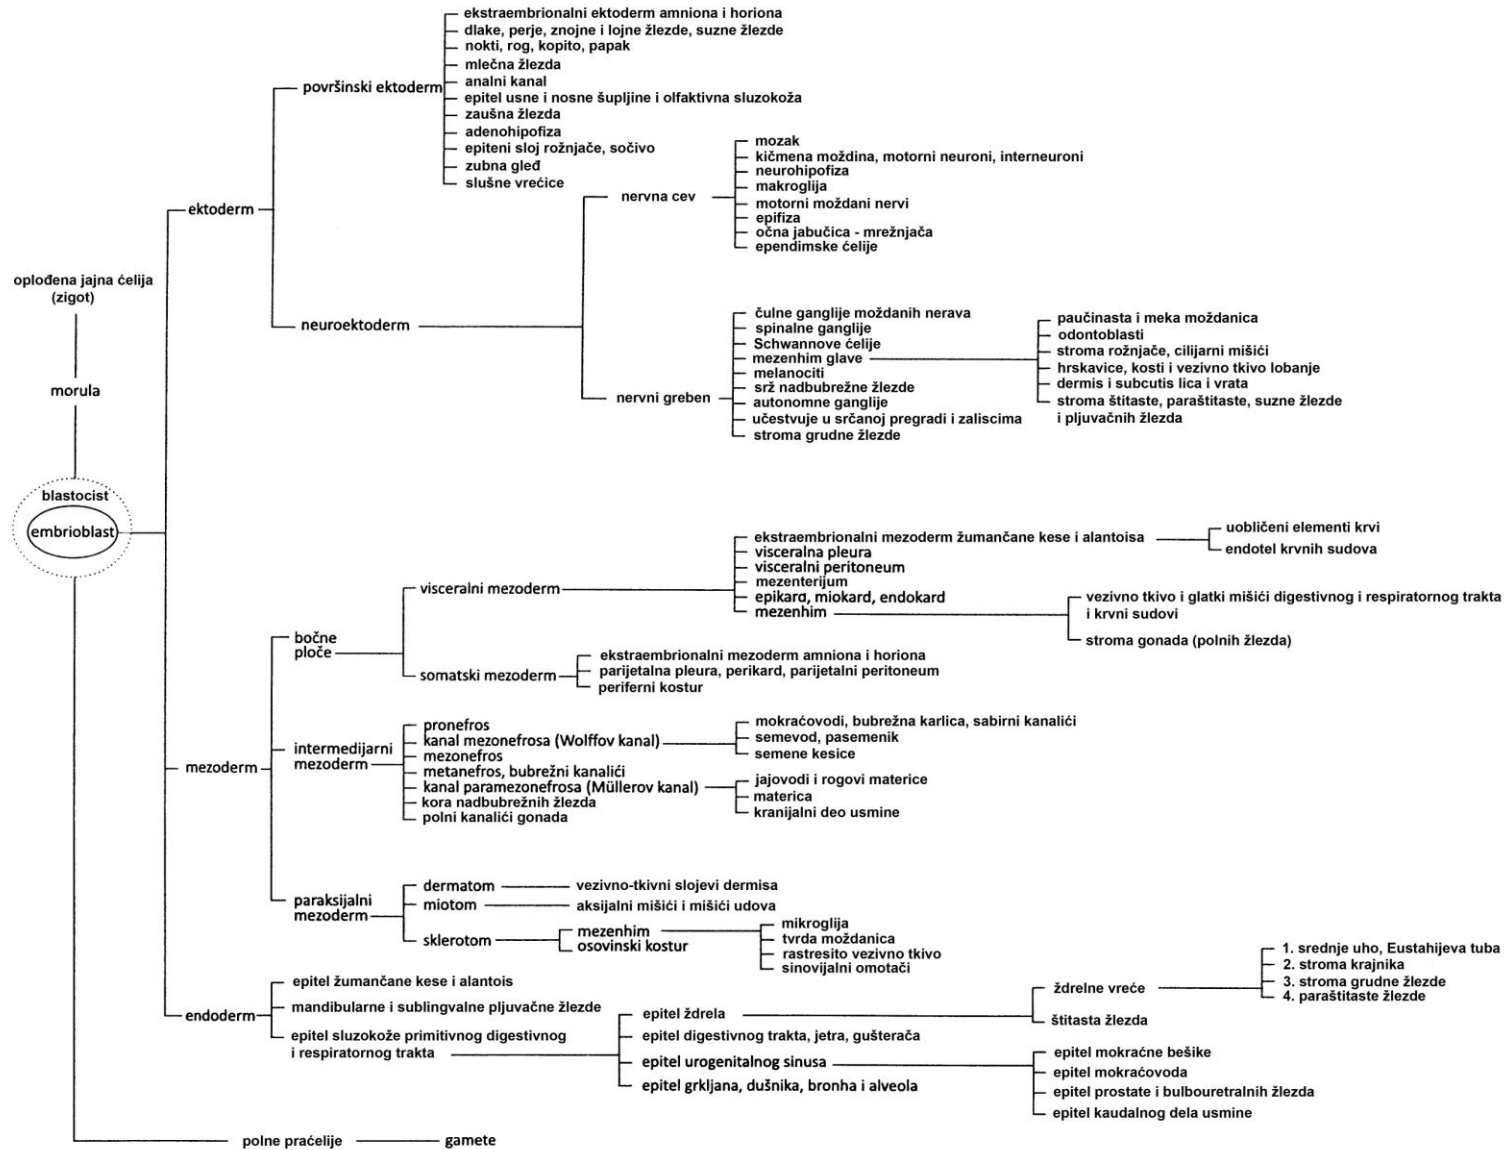 ekstraembrionalni ektoderm amniona i horiona
dlake, perje, znojne i lojne žlezde, suzne žlezde
nokti, rog, kopito, papak
mlečna žlezda
površinski ektoderm
analni kanal
epitel usne i nosne šupljine i olfaktivna sluzokoža
zaušna žlezda
adenohipofiza
epiteni sloj rožnjače, sočivo
zubna gleđ
slušne vrećice
ektoderm
nervna cev
mozak
kičmena moždina, motorni neuroni, interneuroni
neurohipofiza
makroglija
motorni moždani nervi
epifiza
očna jabučica - mrežnjača
ependimske ćelije
oplođena jajna ćelija
(zigot)
neuroektoderm
čulne ganglije moždanih nerava
spinalne ganglije
Schwannove ćelije
mezenhim glave
melanociti
srž nadbubrežne žlezde
nervni greben
autonomne ganglije
učestvuje u srčanoj pregradi i zaliscima
stroma grudne žlezde
paučinasta i meka moždanica
odontoblasti
stroma rožnjače, cilijarni mišići
hrskavice, kosti i vezivno tkivo lobanje
dermis i subcutis lica i vrata
stroma štitaste, paraštitaste, suzne žlezde
i pljuvačnih žlezda
morula
blastocist
embrioblast
ekstraembrionalni mezoderm žumančane kese i alantoisa
uobličeni elementi krvi
endotel krvnih sudova
visceralna pleura
visceralni peritoneum
visceralni mezoderm
mezenterijum
epikard, miokard, endokard
mezenhim
vezivno tkivo i glatki mišići digestivnog i respiratornog trakta
i krvni sudovi
stroma gonada (polnih žlezda)
bočne
ploče
somatski mezoderm
ekstraembrionalni mezoderm amniona i horiona
parijetalna pleura, perikard, parijetalni peritoneum
periferni kostur
mezoderm
intermedijarni
mezoderm
pronefros
kanal mezonefrosa (Wolffov kanal)
mezonefros
metanefros, bubrežni kanalići
kanal paramezonefrosa (Müllerov kanal)
kora nadbubrežnih žlezda
polni kanalići gonada
mokraćovodi, bubrežna karlica, sabirni kanalići
semevod, pasemenik
semene kesice
jajovodi i rogovi materice
materica
kranijalni deo usmine
paraksijalni
mezoderm
dermatom
vezivno-tkivni slojevi dermisa
miotom
aksijalni mišići i mišići udova
sklerotom
mezenhim
osovinski kostur
mikroglija
tvrda moždanica
rastresito vezivno tkivo
sinovijalni omotači
endoderm
epitel žumančane kese i alantois
mandibularne i sublingvalne pljuvačne žlezde
epitel sluzokože primitivnog digestivnog
i respiratornog trakta
epitel ždrela
ždrelne vreće
1. srednje uho, Eustahijeva tuba
2. stroma krajnika
3. stroma grudne žlezde
4. paraštitaste žlezde
štitasta žlezda
epitel digestivnog trakta, jetra, gušterača
epitel urogenitalnog sinusa
epitel mokraćne bešike
epitel mokraćovoda
epitel prostate i bulbouretralnih žlezda
epitel kaudalnog dela usmine
epitel grkljana, dušnika, bronha i alveola
polne praćelije
gamete